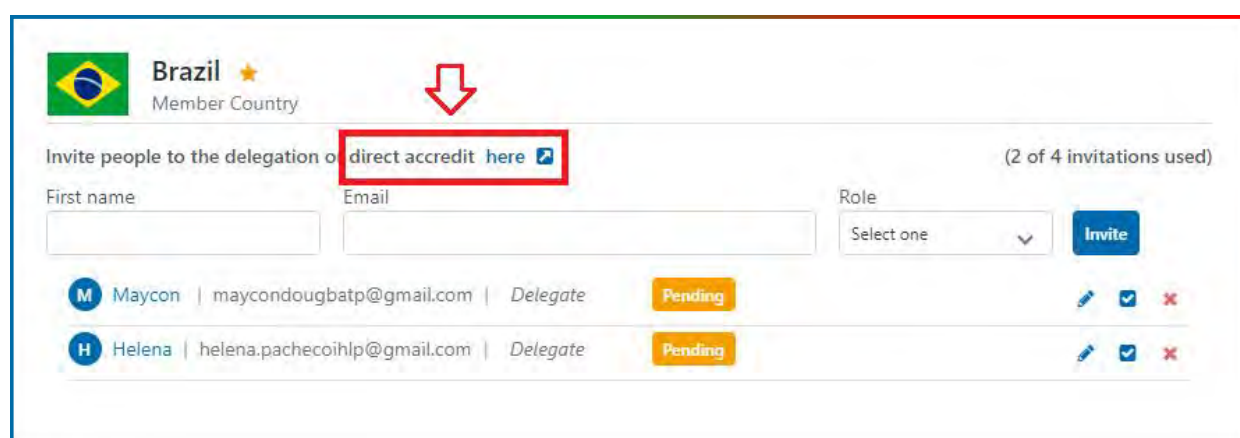 Brazil
Member Country
Invite people to the delegation or direct accredit here (2 of 4 invitations used)
First name Email Role
Select one Invite
M Maycon | maycondougbatp@gmail.com | Delegate Pending
H Helena | helena.pachecoihlp@gmail.com | Delegate Pending